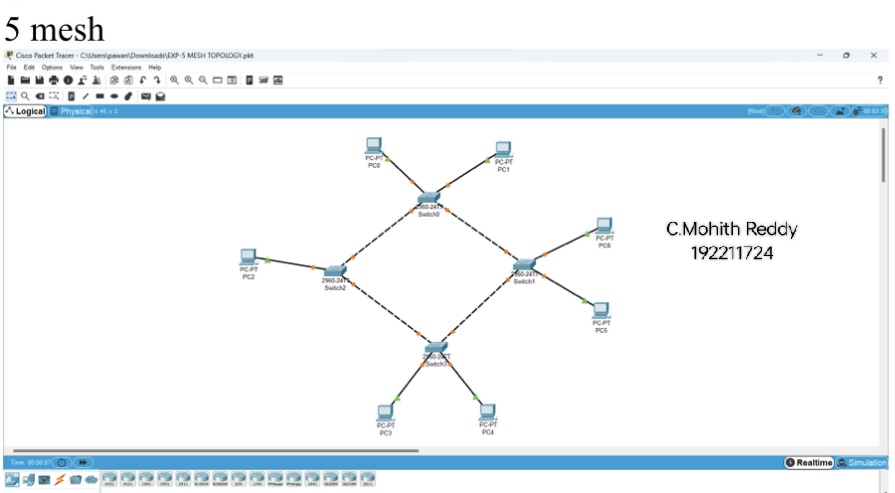 5 mesh
Cisco Packet Tracer - C:\Users\pawan\Downloads\EXP-5 MESH TOPOLOGY.pkt
File Edit Options View Tools Extensions Help
?
Logical
Physical
[Root]
PC-PT
PC0
PC-PT
PC1
2960-24TT
Switch0
PC-PT
PC6
C.Mohith Reddy
192211724
PC-PT
PC2
2960-24TT
Switch2
2960-24TT
Switch1
PC-PT
PC5
2960-24TT
Switch3
PC-PT
PC3
PC-PT
PC4
Time: 00:00:07
Realtime
Simulation